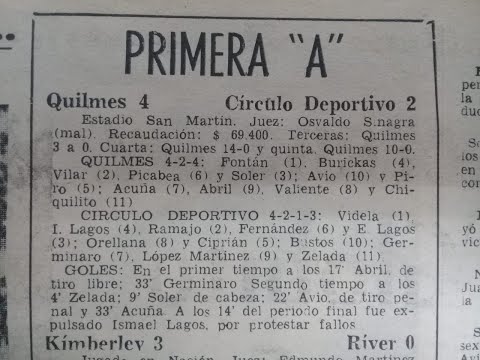 PRIMERA "A"
Quilmes 4 Círculo Deportivo 2
Estadio San Martín. Juez: Osvaldo S.nagra
(mal). Recaudación: $ 69.400. Terceras: Quilmes
3 a 0. Cuarta: Quilmes 14-0 y quinta. Quilmes 10-0.
QUILMES 4-2-4: Fontán (1). Burickas (4),
Vilar (2). Picabea (6) y Soler (3); Avio (10) y Pi-
ro (5); Acuña (7), Abril (9), Valiente (8) y Chi-
quilito (11)
CIRCULO DEPORTIVO 4-2-1-3: Videla (1)
I. Lagos (4), Ramajo (2), Fernández (6) y E. Lagos
(3); Orellana (8) y Ciprián (5); Bustos (10); Ger-
minaro (7), López Martínez (9) y Zelada (11).
GOLES: En el primer tiempo a los 17' Abril, de
tiro libre; 33' Germinaro Segundo tiempo a los
4' Zelada; 9' Soler de cabeza; 22' Avio, de tiro pe-
nal y 33' Acuña. A los 14' del período final fue ex-
pulsado Ismael Lagos, por protestar fallos
Kimberley 3 River 0